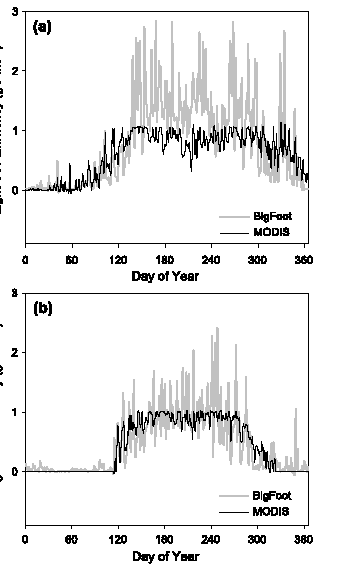 3
(a)
2
1
0
BigFoot
MODIS
0 60 120 180 240 300 360
Day of Year
3
(b)
2
1
0
BigFoot
MODIS
0 60 120 180 240 300 360
Day of Year